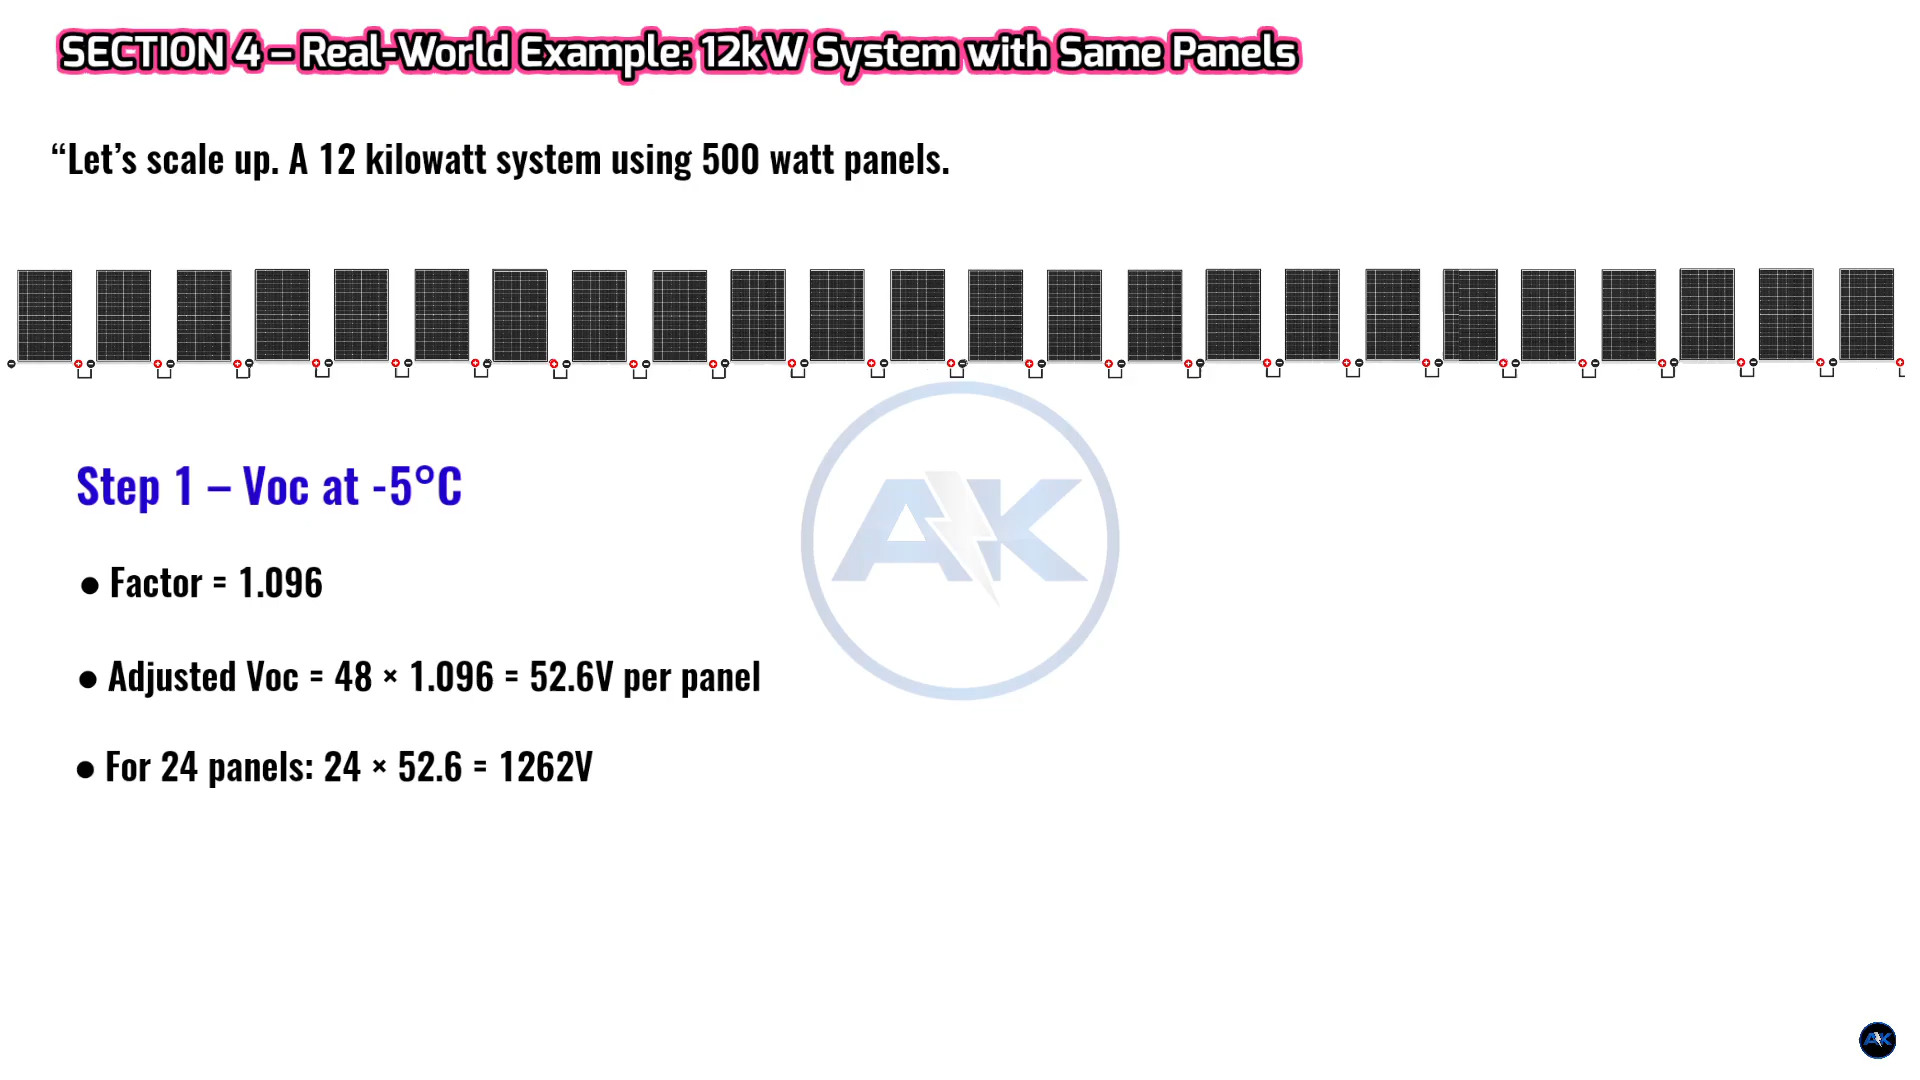 SECTION 4 – Real-World Example: 12kW System with Same Panels
“Let’s scale up. A 12 kilowatt system using 500 watt panels.
Step 1 – Voc at -5°C
● Factor = 1.096
● Adjusted Voc = 48 × 1.096 = 52.6V per panel
● For 24 panels: 24 × 52.6 = 1262V
AK
AK